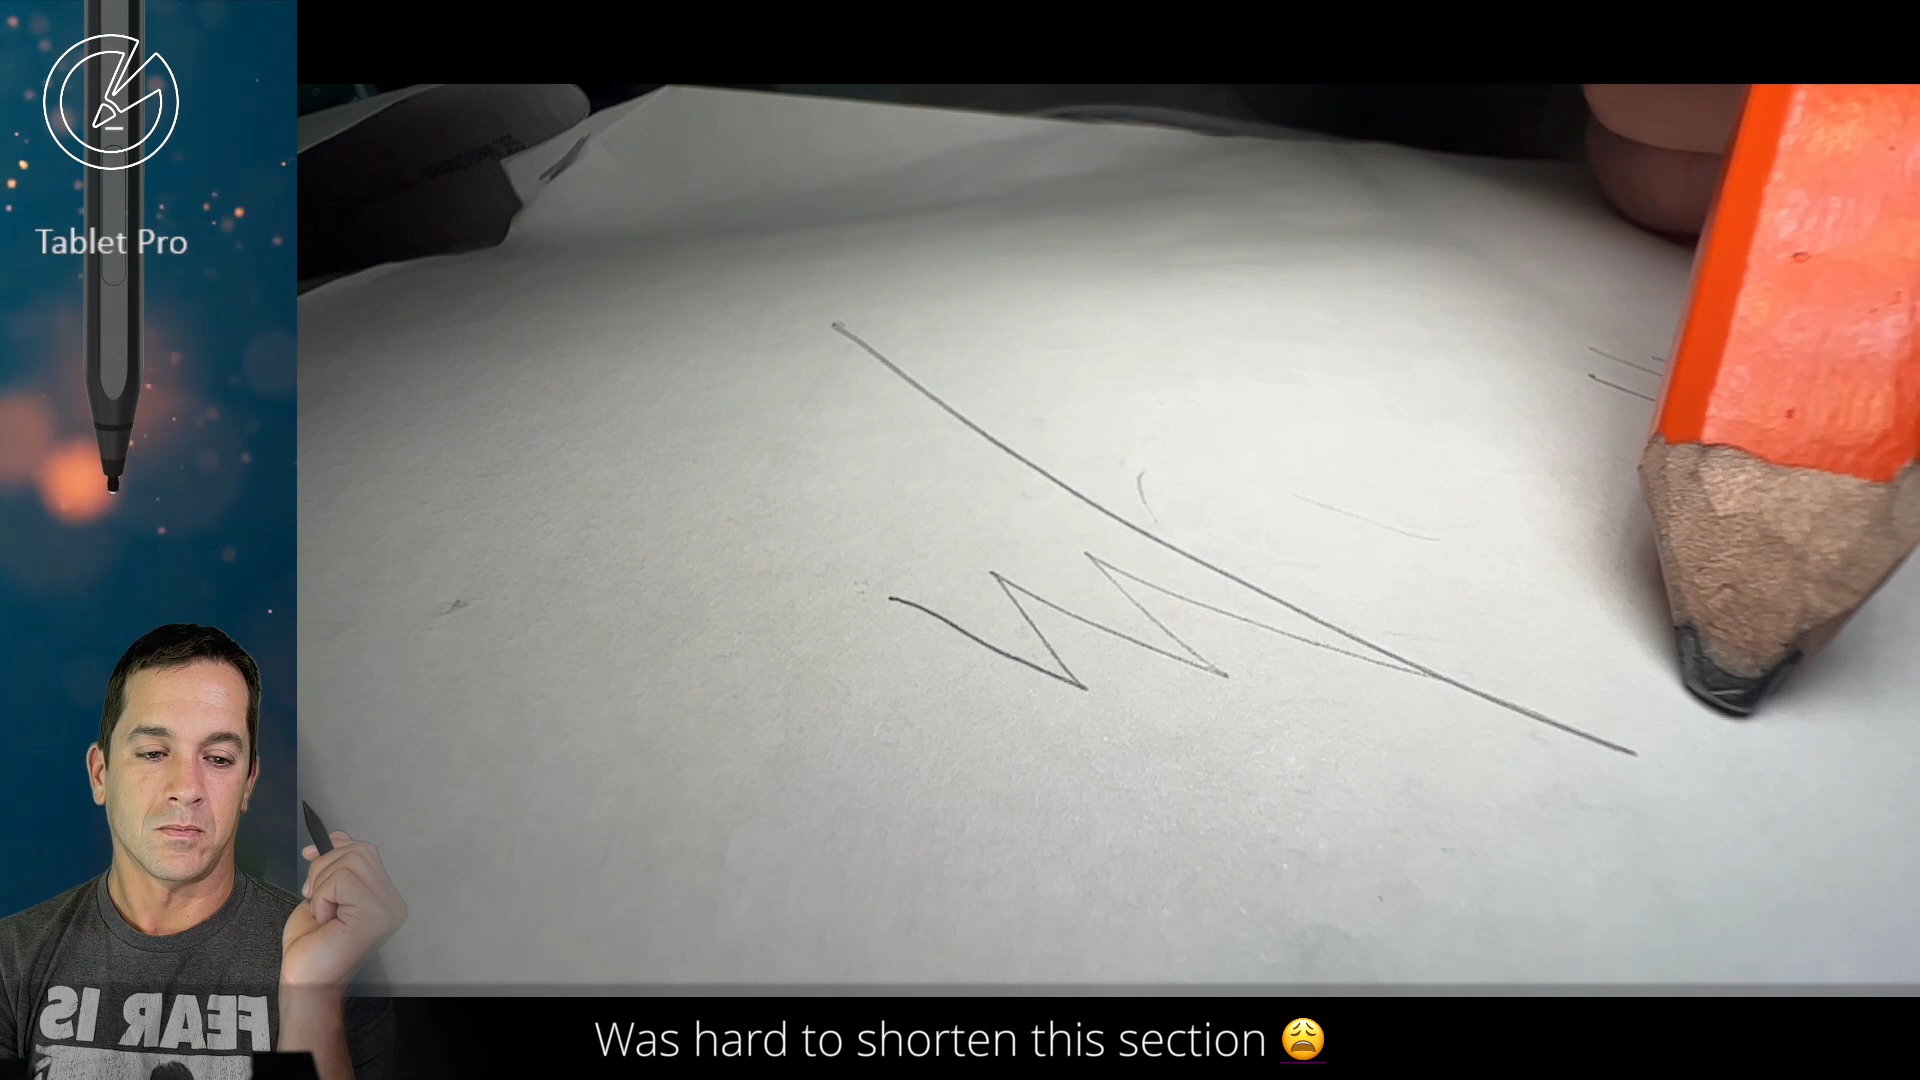 Tablet Pro
FEAR IS
Was hard to shorten this section 😩